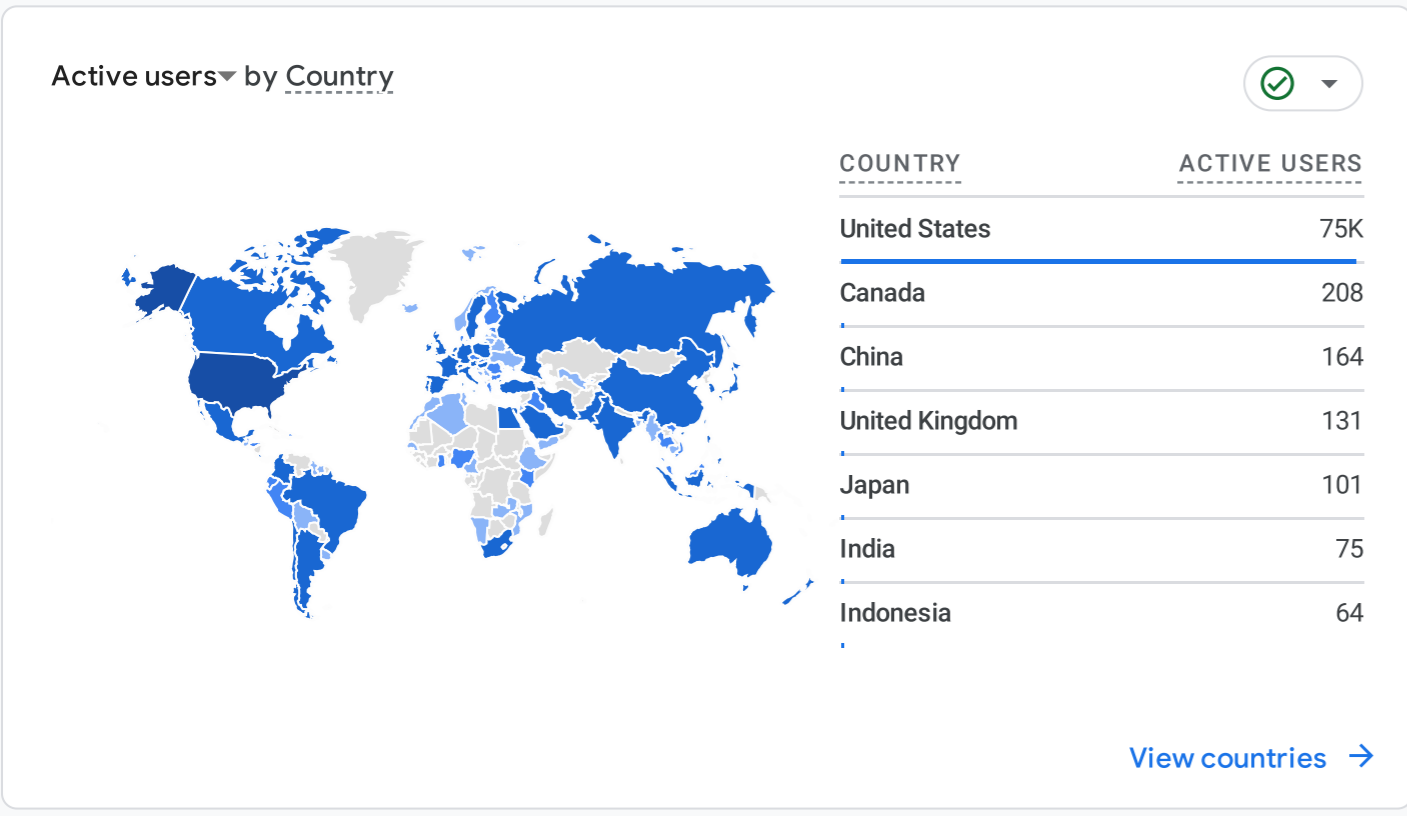 Active users by Country
COUNTRY ACTIVE USERS
United States 75K
Canada 208
China 164
United Kingdom 131
Japan 101
India 75
Indonesia 64
View countries